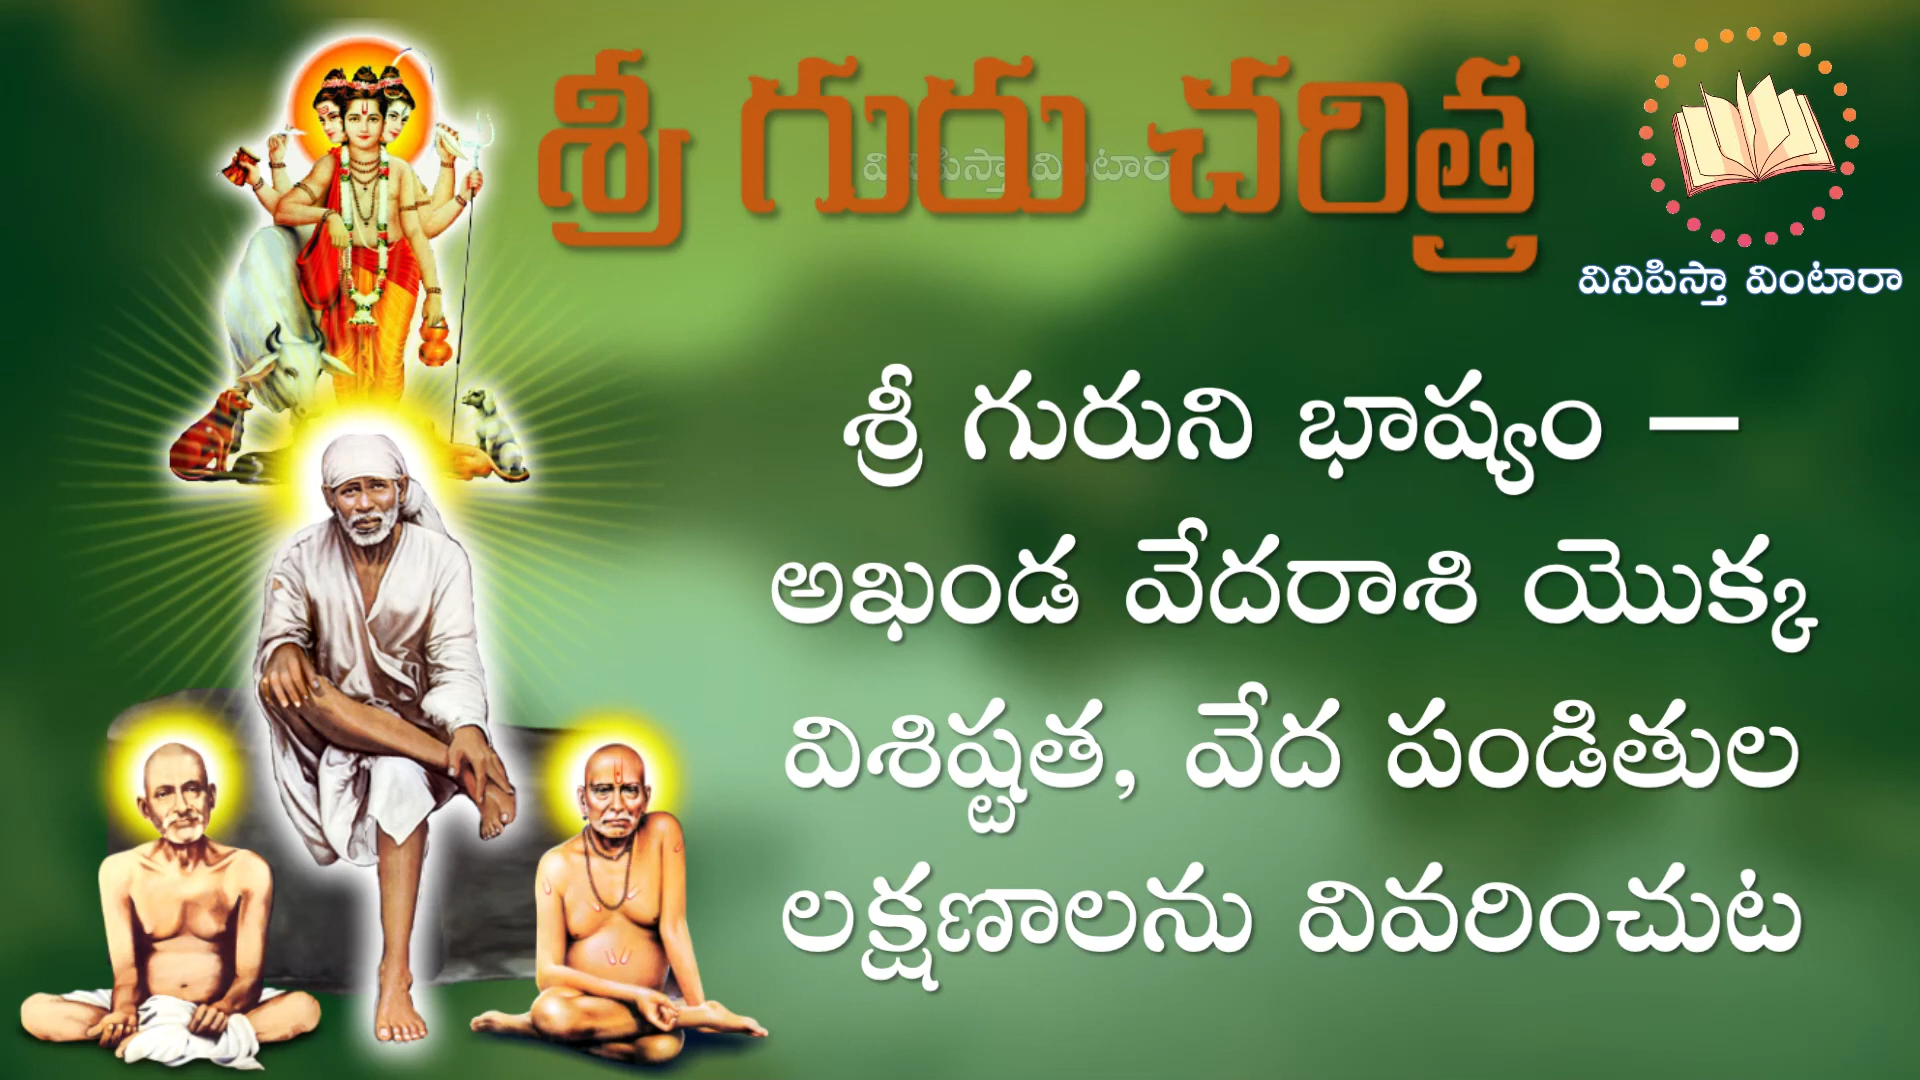 శ్రీ గురు చరిత్ర
వినిపిస్తా వింటారా
వినిపిస్తా వింటారా
శ్రీ గురుని భాష్యం –
అఖండ వేదరాశి యొక్క
విశిష్టత, వేద పండితుల
లక్షణాలను వివరించుట